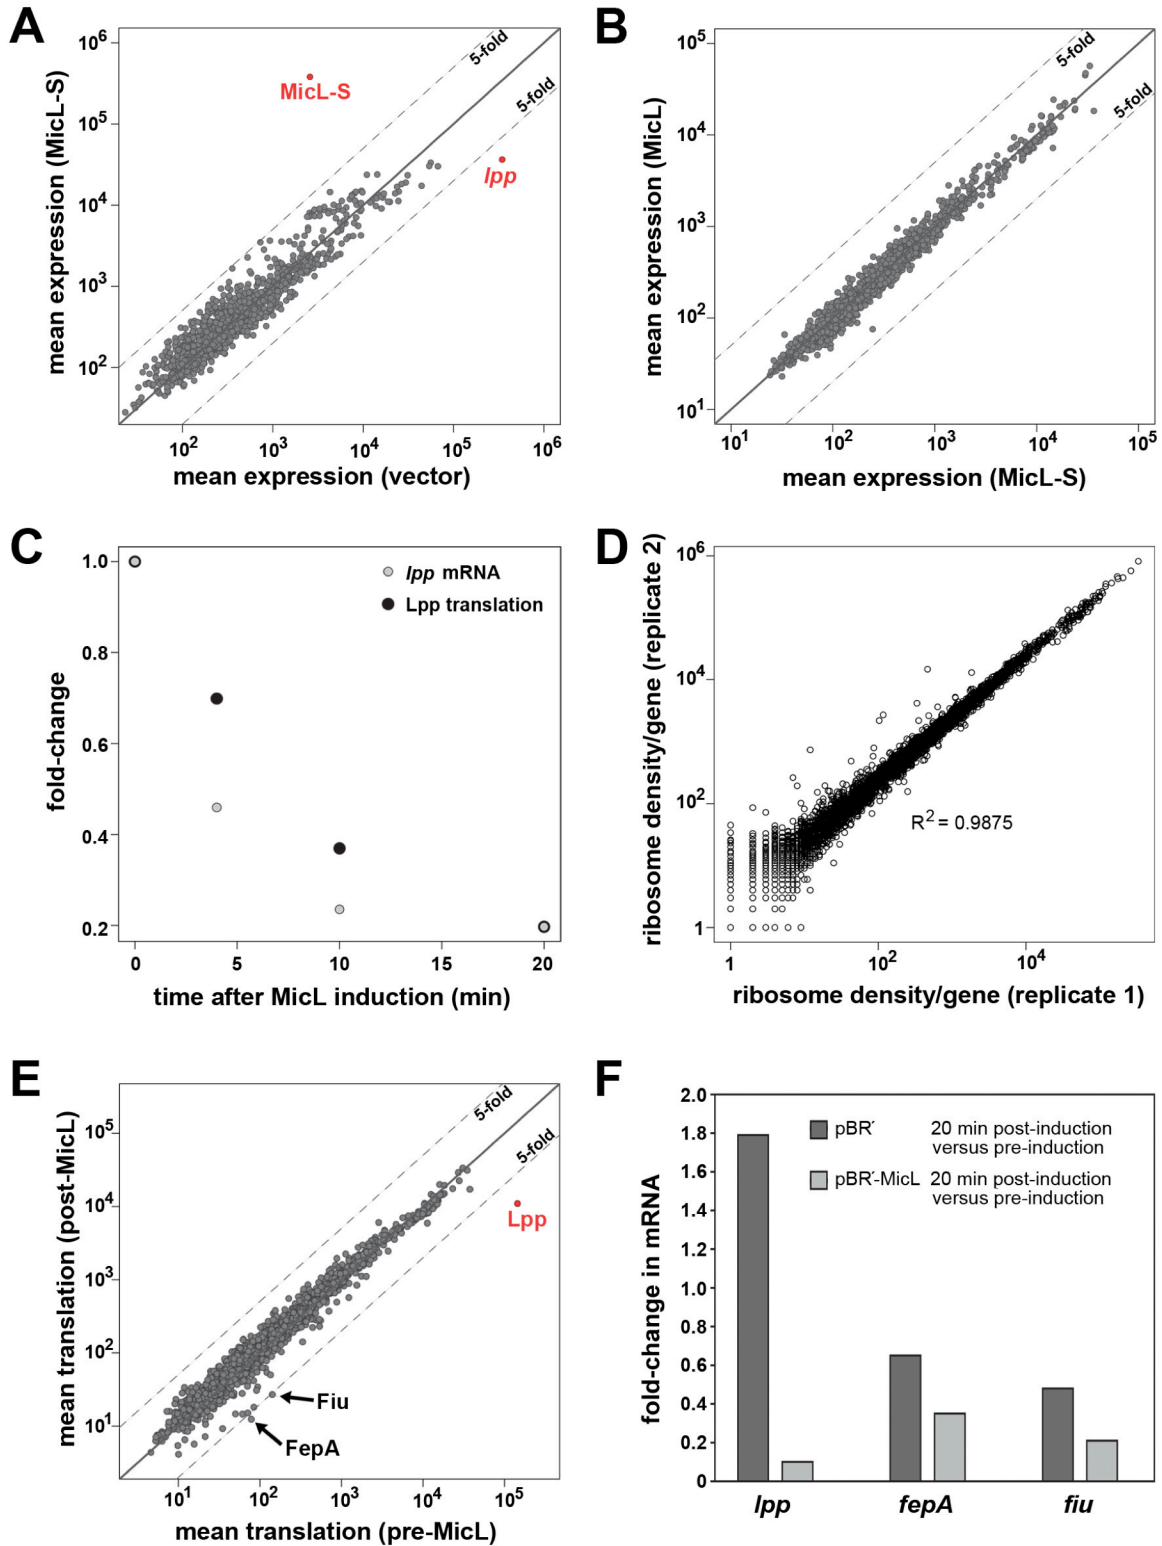 A
mean expression (MicL-S)
10^6
10^5
10^4
10^3
10^2
MicL-S
lpp
5-fold
5-fold
10^2 10^3 10^4 10^5 10^6
mean expression (vector)
B
mean expression (MicL)
10^5
10^4
10^3
10^2
10^1
5-fold
5-fold
10^1 10^2 10^3 10^4 10^5
mean expression (MicL-S)
C
fold-change
1.0
0.8
0.6
0.4
0.2
lpp mRNA
Lpp translation
0 5 10 15 20
time after MicL induction (min)
D
ribosome density/gene (replicate 2)
10^6
10^4
10^2
1
R^2 = 0.9875
1 10^2 10^4
ribosome density/gene (replicate 1)
E
mean translation (post-MicL)
10^5
10^4
10^3
10^2
10^1
5-fold
5-fold
Lpp
Fiu
FepA
10^1 10^2 10^3 10^4 10^5
mean translation (pre-MicL)
F
fold-change in mRNA
2.0
1.8
1.6
1.4
1.2
1.0
0.8
0.6
0.4
0.2
0
pBR′ 20 min post-induction
versus pre-induction
pBR′-MicL 20 min post-induction
versus pre-induction
lpp fepA fiu